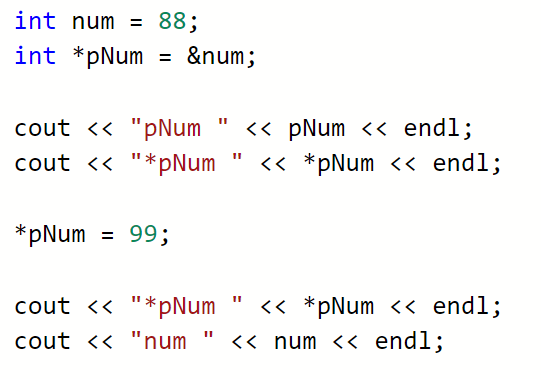 int num = 88;
int *pNum = &num;
cout << "pNum " << pNum << endl;
cout << "*pNum " << *pNum << endl;
*pNum = 99;
cout << "*pNum " << *pNum << endl;
cout << "num " << num << endl;